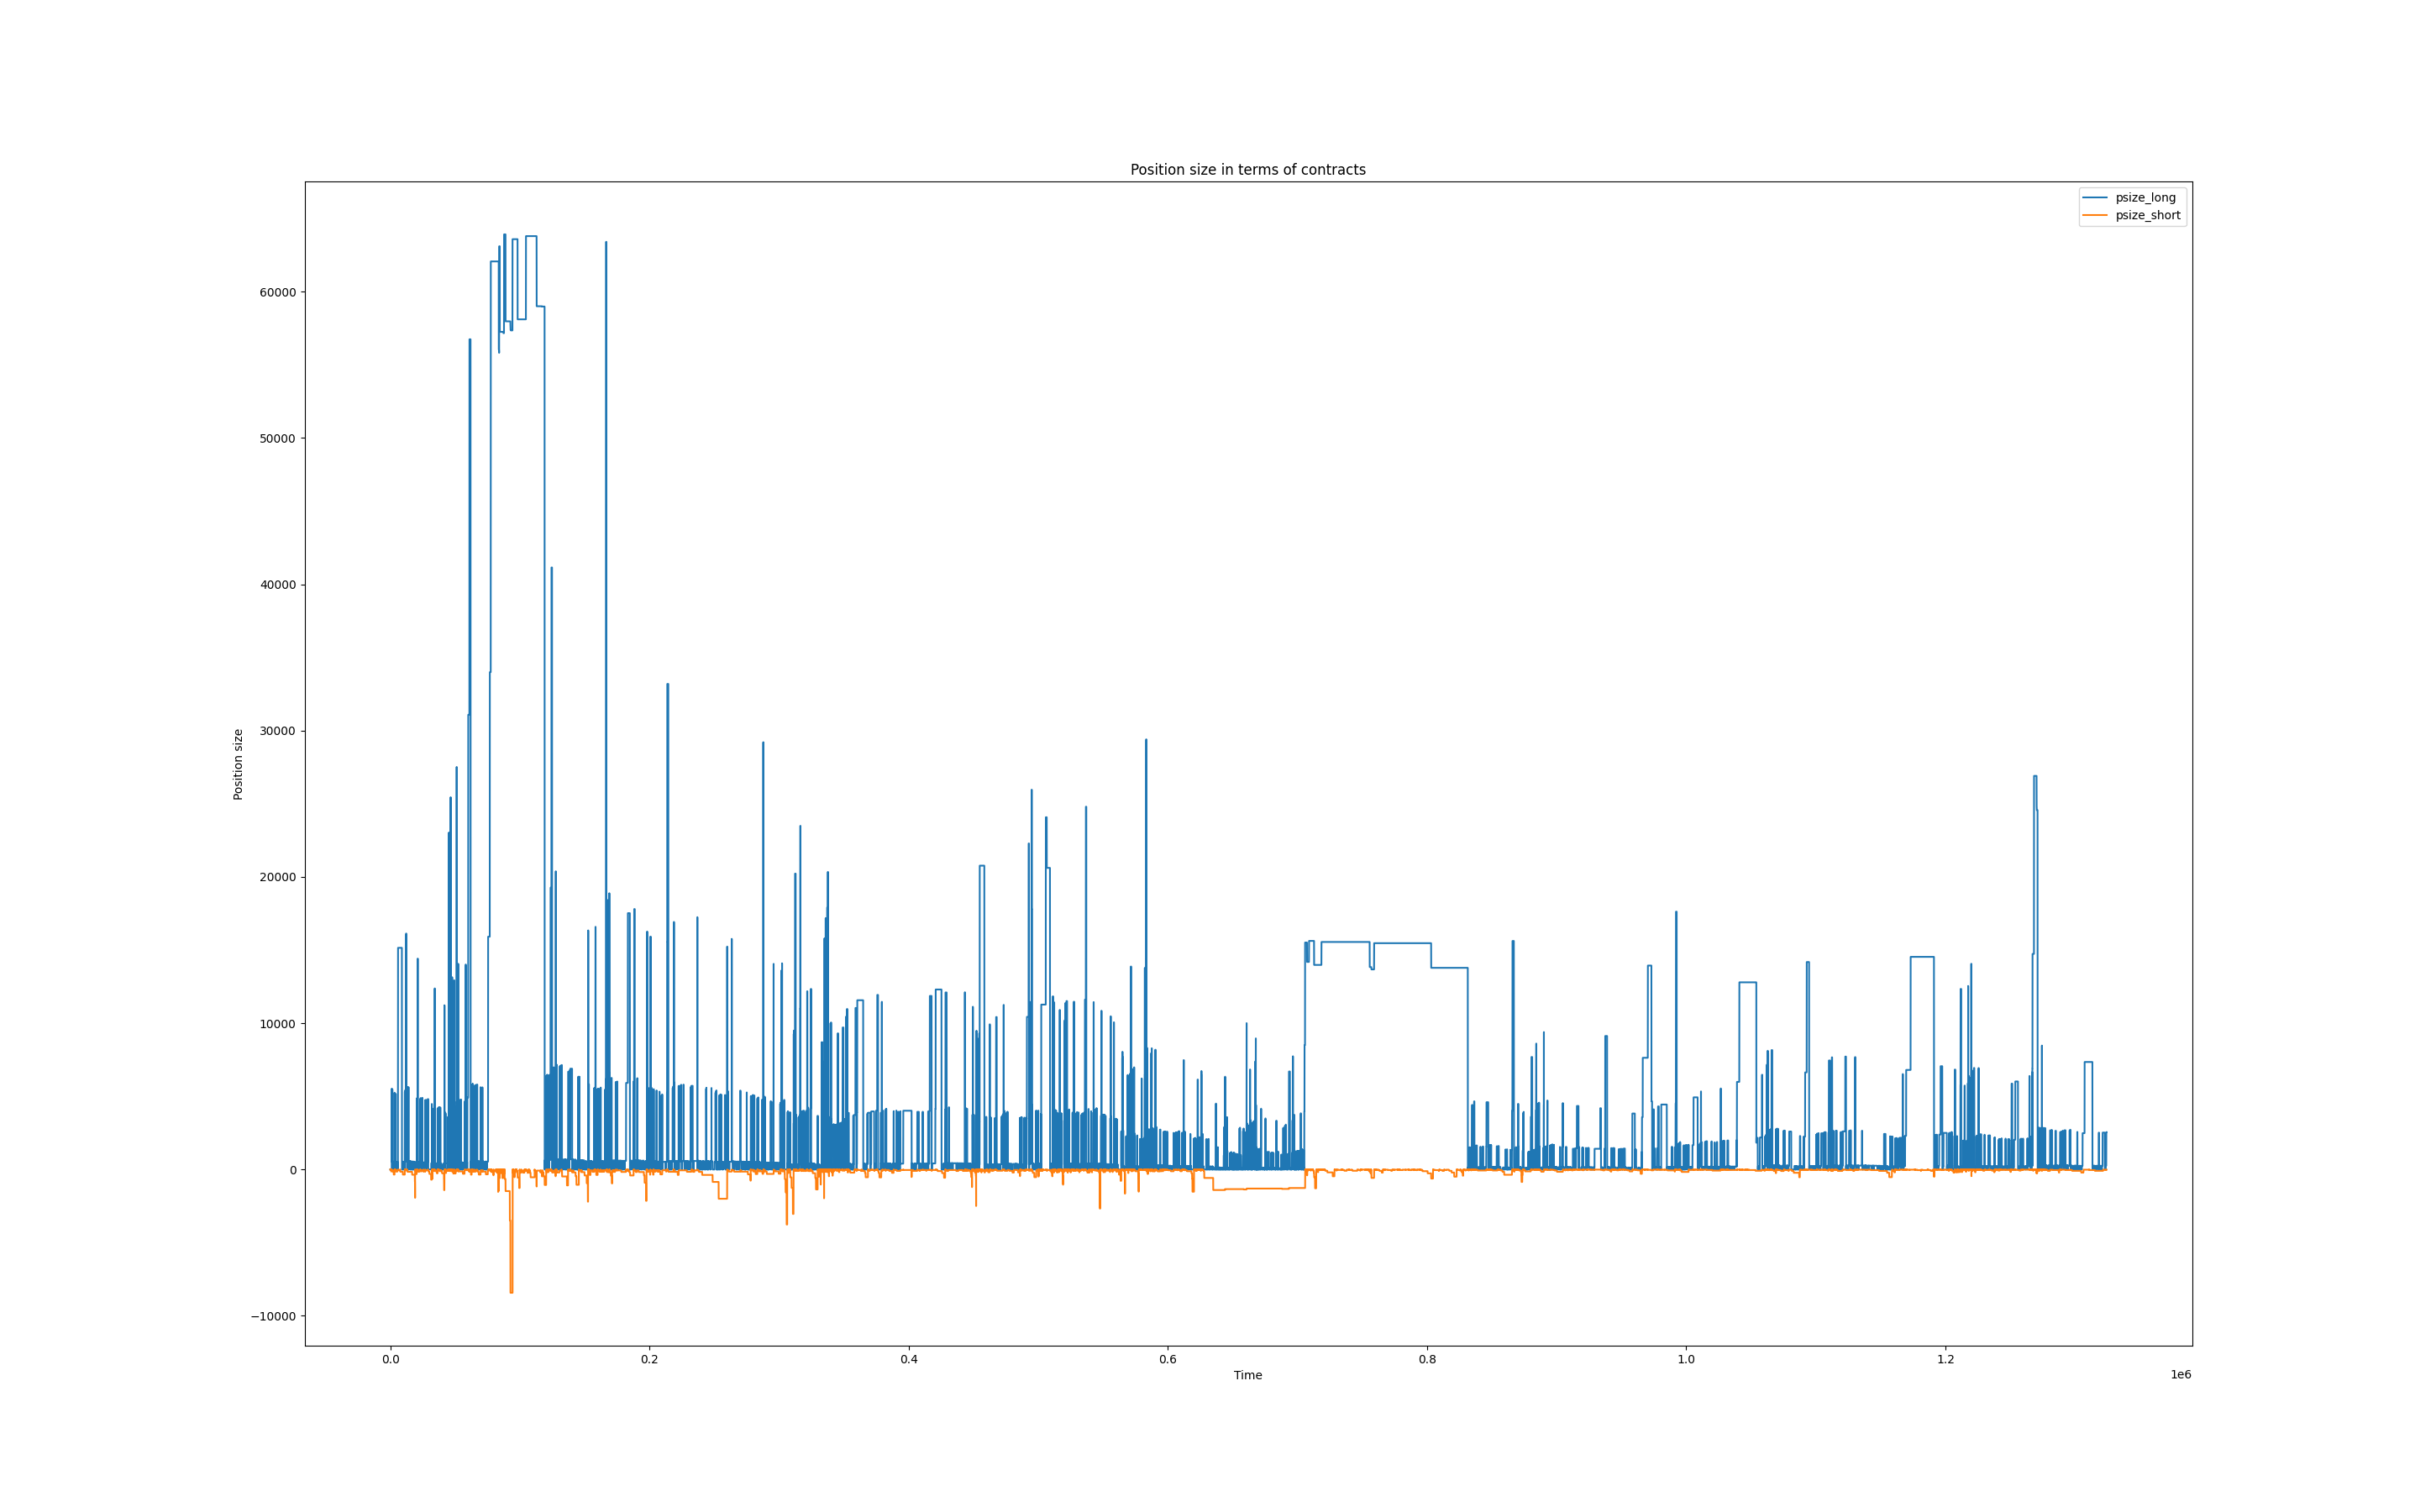 Position size in terms of contracts
psize_long
psize_short
Position size
60000
50000
40000
30000
20000
10000
0
−10000
0.0 0.2 0.4 0.6 0.8 1.0 1.2
1e6
Time